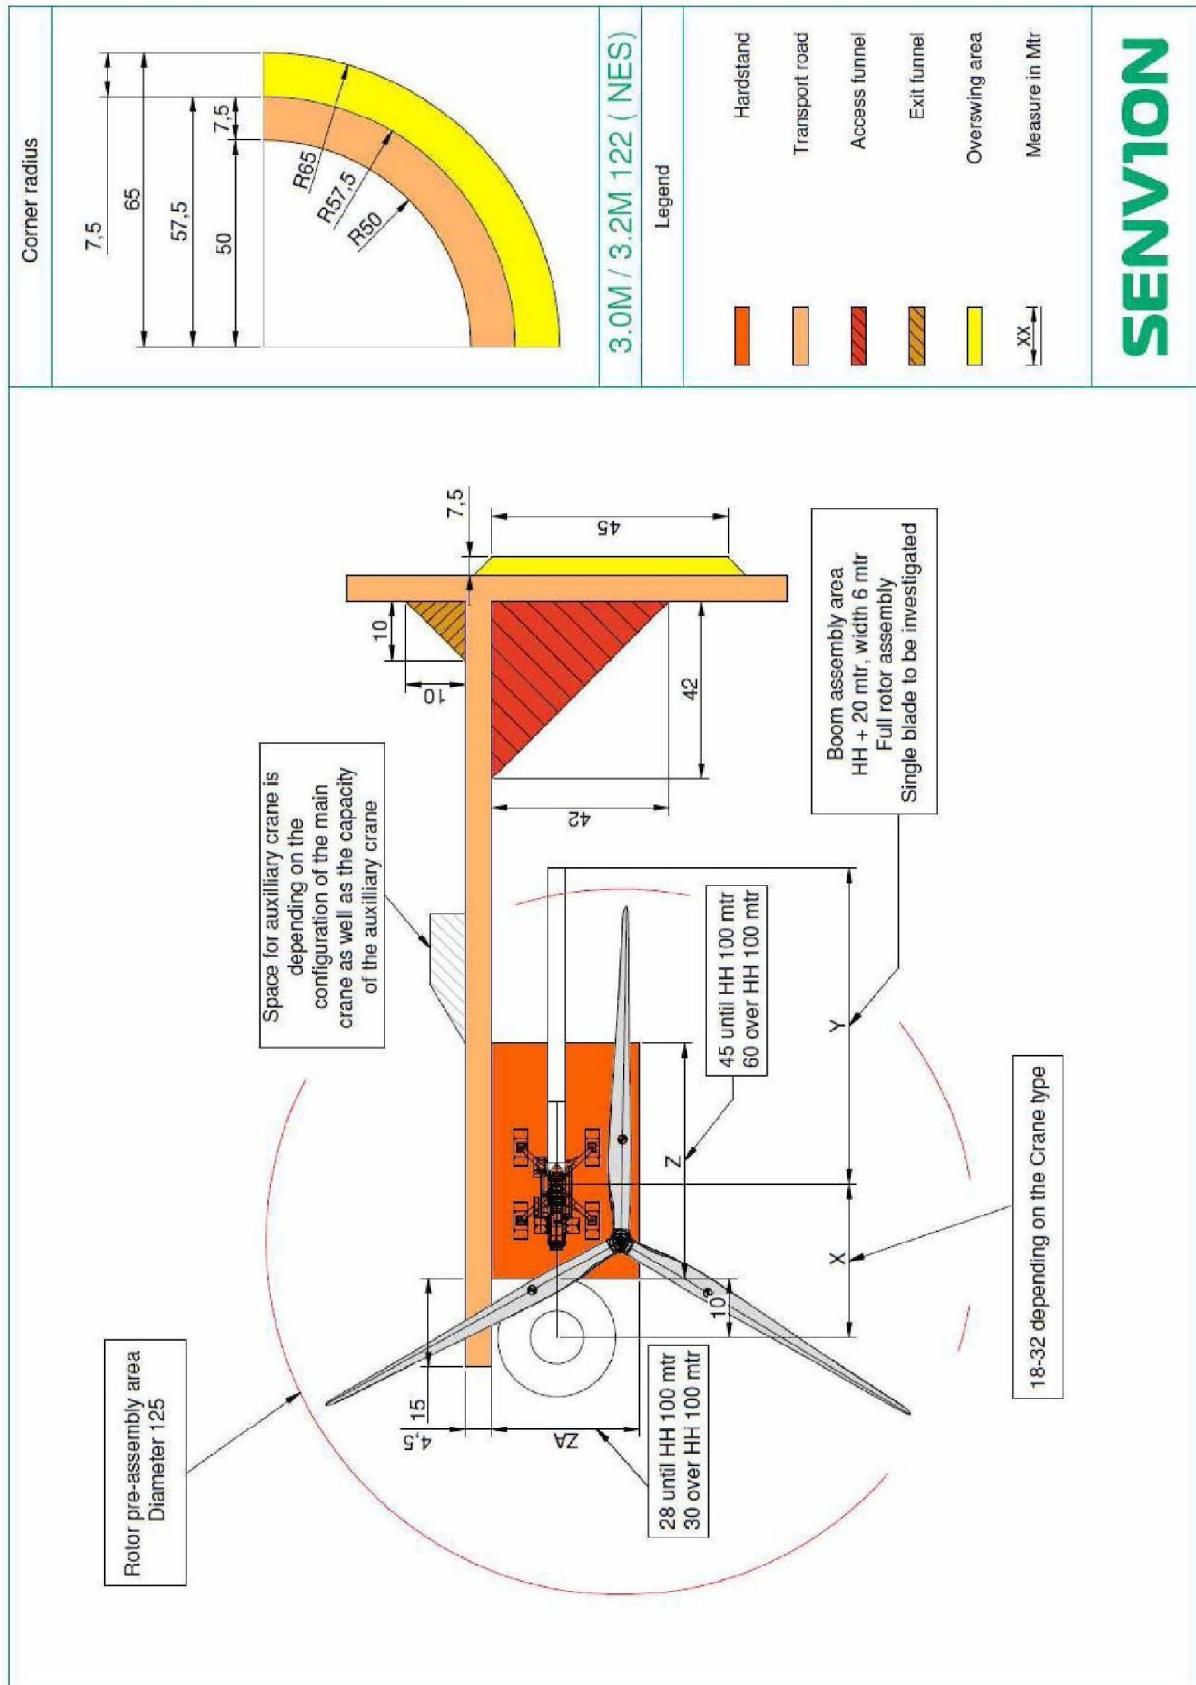 Corner radius
7,5
65
57,5
50
7,5
R65
R57,5
R50
3.0M / 3.2M 122 ( NES)
Legend
Hardstand
Transport road
Access funnel
Exit funnel
Overswing area
XX
Measure in Mtr
SENVION
Rotor pre-assembly area
Diameter 125
Space for auxilliary crane is
depending on the
configuration of the main
crane as well as the capacity
of the auxilliary crane
10
10
7,5
45
42
42
15
4,5
ZA
28 until HH 100 mtr
30 over HH 100 mtr
10
Z
45 until HH 100 mtr
60 over HH 100 mtr
X
Y
18-32 depending on the Crane type
Boom assembly area
HH + 20 mtr, width 6 mtr
Full rotor assembly
Single blade to be investigated